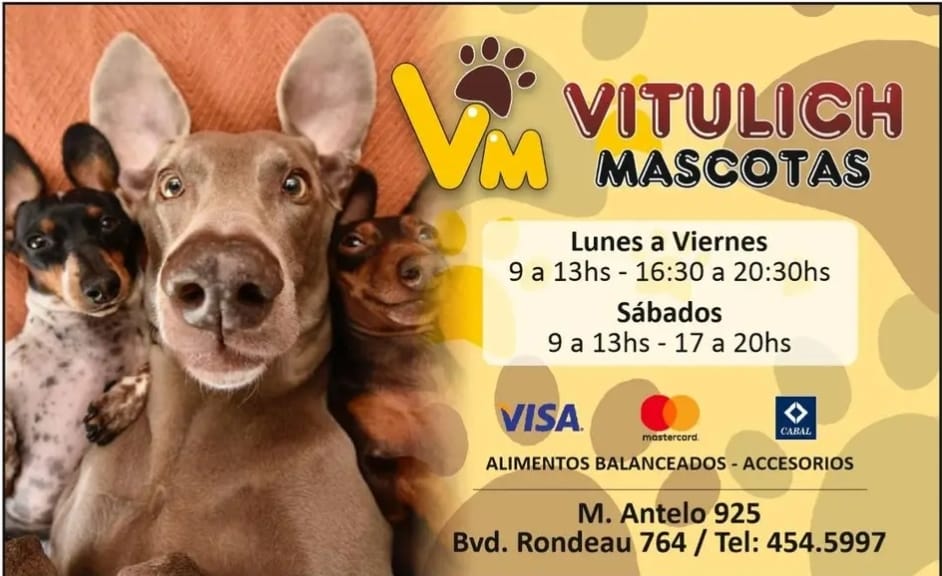 VM
VITULICH
MASCOTAS
Lunes a Viernes
9 a 13hs - 16:30 a 20:30hs
Sábados
9 a 13hs - 17 a 20hs
VISA
mastercard.
CABAL
ALIMENTOS BALANCEADOS - ACCESORIOS
M. Antelo 925
Bvd. Rondeau 764 / Tel: 454.5997